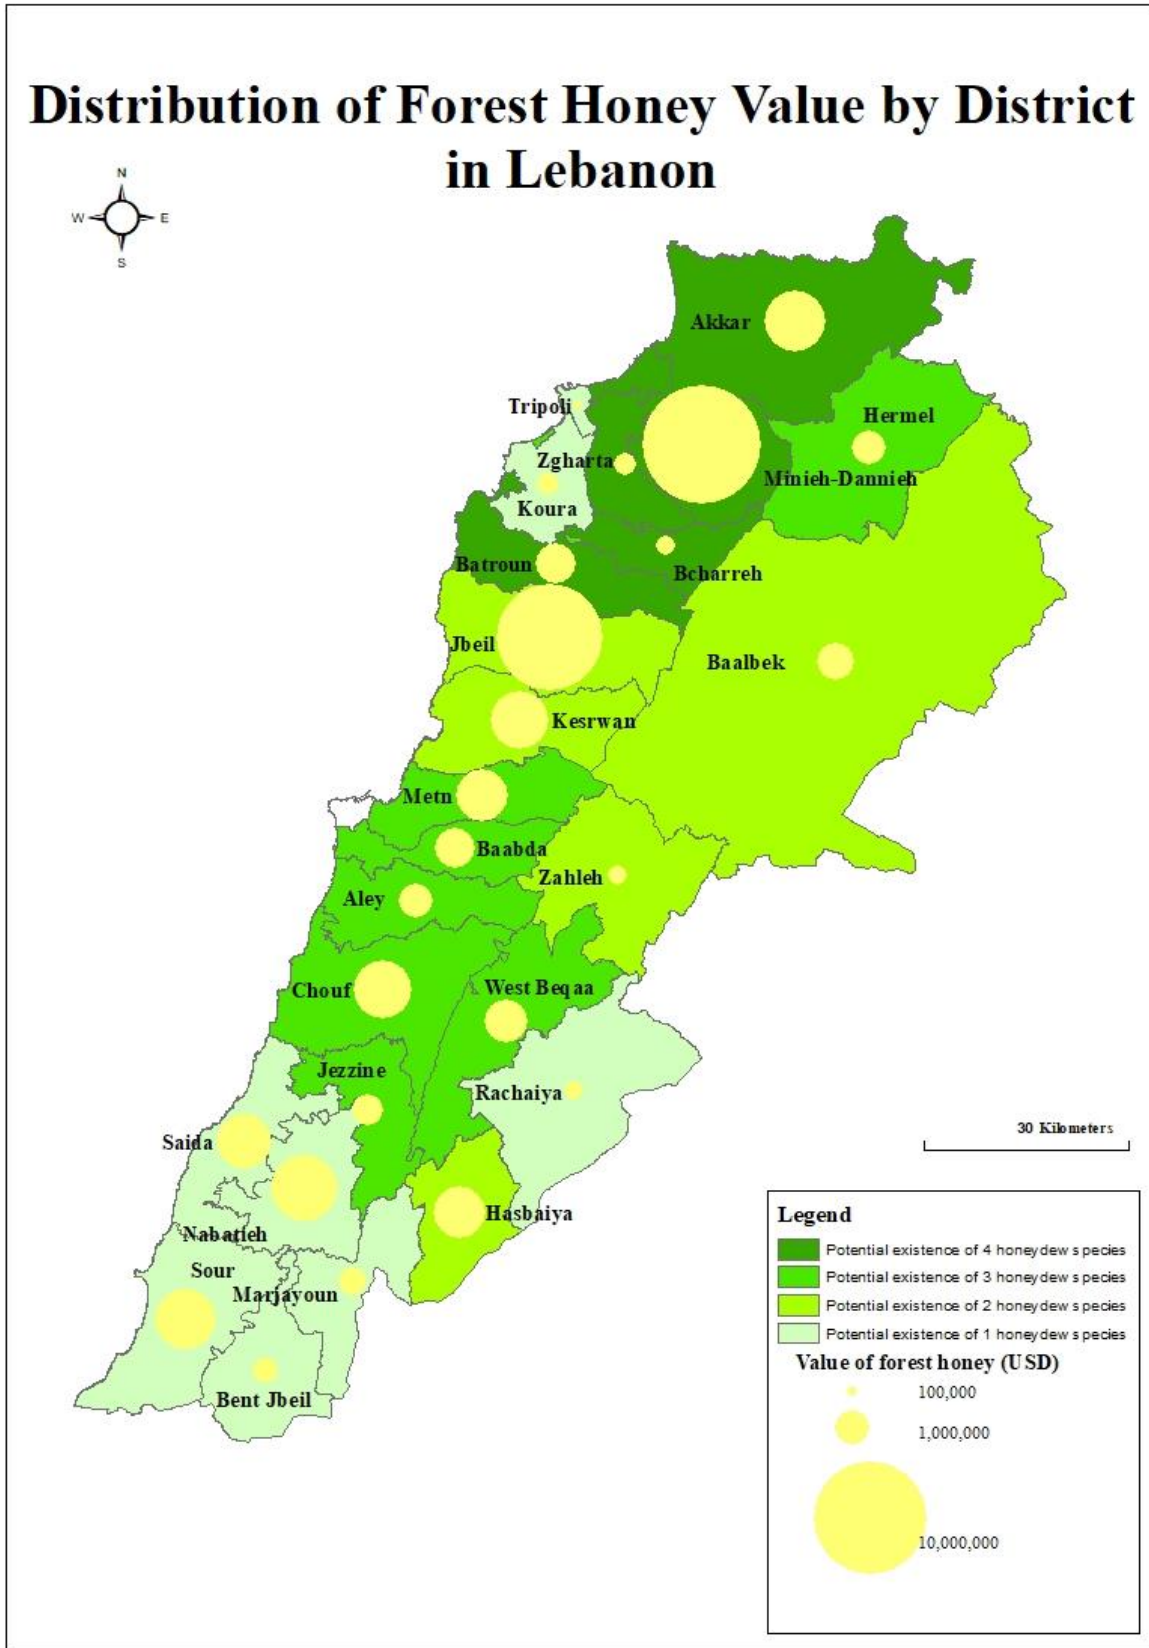 Distribution of Forest Honey Value by District
in Lebanon
N
W E
S
Akkar
Tripoli
Hermel
Zgharta
Minieh-Dannieh
Koura
Batroun
Bcharreh
Jbeil
Baalbek
Kesrwan
Metn
Baabda
Zahleh
Aley
Chouf
West Beqaa
Jezzine
Rachaiya
Saida
Hasbaiya
Nabatieh
Sour
Marjayoun
Bent Jbeil
30 Kilometers
Legend
Potential existence of 4 honeydew species
Potential existence of 3 honeydew species
Potential existence of 2 honeydew species
Potential existence of 1 honeydew species
Value of forest honey (USD)
100,000
1,000,000
10,000,000